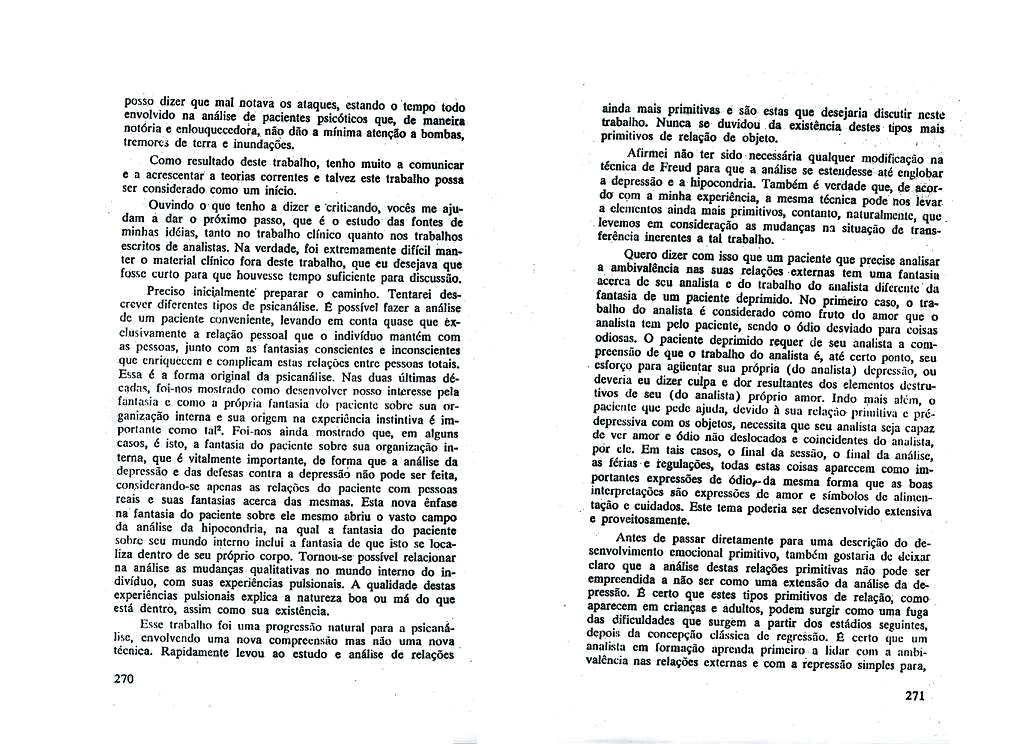 posso dizer que mal notava os ataques, estando o tempo todo
envolvido na análise de pacientes psicóticos que, de maneira
notória e enlouquecedora, não dão a mínima atenção a bombas,
tremores de terra e inundações.
Como resultado deste trabalho, tenho muito a comunicar
e a acrescentar a teorias correntes e talvez este trabalho possa
ser considerado como um início.
Ouvindo o que tenho a dizer e criticando, vocês me aju-
dam a dar o próximo passo, que é o estudo das fontes de
minhas idéias, tanto no trabalho clínico quanto nos trabalhos
escritos de analistas. Na verdade, foi extremamente difícil man-
ter o material clínico fora deste trabalho, que eu desejava que
fosse curto para que houvesse tempo suficiente para discussão.
Preciso inicialmente preparar o caminho. Tentarei des-
crever diferentes tipos de psicanálise. É possível fazer a análise
de um paciente conveniente, levando em conta quase que ex-
clusivamente a relação pessoal que o indivíduo mantém com
as pessoas, junto com as fantasias conscientes e inconscientes
que enriquecem e complicam estas relações entre pessoas totais.
Essa é a forma original da psicanálise. Nas duas últimas dé-
cadas, foi-nos mostrado como desenvolver nosso interesse pela
fantasia e como a própria fantasia do paciente sobre sua or-
ganização interna e sua origem na experiência instintiva é im-
portante como tal². Foi-nos ainda mostrado que, em alguns
casos, é isto, a fantasia do paciente sobre sua organização in-
terna, que é vitalmente importante, de forma que a análise da
depressão e das defesas contra a depressão não pode ser feita,
considerando-se apenas as relações do paciente com pessoas
reais e suas fantasias acerca das mesmas. Esta nova ênfase
na fantasia do paciente sobre ele mesmo abriu o vasto campo
da análise da hipocondria, na qual a fantasia do paciente
sobre seu mundo interno inclui a fantasia de que isto se loca-
liza dentro de seu próprio corpo. Tornou-se possível relacionar
na análise as mudanças qualitativas no mundo interno do in-
divíduo, com suas experiências pulsionais. A qualidade destas
experiências pulsionais explica a natureza boa ou má do que
está dentro, assim como sua existência.
Esse trabalho foi uma progressão natural para a psicaná-
lise, envolvendo uma nova compreensão mas não uma nova
técnica. Rapidamente levou ao estudo e análise de relações
270
ainda mais primitivas e são estas que desejaria discutir neste
trabalho. Nunca se duvidou da existência destes tipos mais
primitivos de relação de objeto.
Afirmei não ter sido necessária qualquer modificação na
técnica de Freud para que a análise se estendesse até englobar
a depressão e a hipocondria. Também é verdade que, de acor-
do com a minha experiência, a mesma técnica pode nos levar
a elementos ainda mais primitivos, contanto, naturalmente, que
levemos em consideração as mudanças na situação de trans-
ferência inerentes a tal trabalho.
Quero dizer com isso que um paciente que precise analisar
a ambivalência nas suas relações externas tem uma fantasia
acerca de seu analista e do trabalho do analista diferente da
fantasia de um paciente deprimido. No primeiro caso, o tra-
balho do analista é considerado como fruto do amor que o
analista tem pelo paciente, sendo o ódio desviado para coisas
odiosas. O paciente deprimido requer de seu analista a com-
preensão de que o trabalho do analista é, até certo ponto, seu
esforço para agüentar sua própria (do analista) depressão, ou
deveria eu dizer culpa e dor resultantes dos elementos destru-
tivos de seu (do analista) próprio amor. Indo mais além, o
paciente que pede ajuda, devido à sua relação primitiva e pré-
depressiva com os objetos, necessita que seu analista seja capaz
de ver amor e ódio não deslocados e coincidentes do analista,
por ele. Em tais casos, o final da sessão, o final da análise,
as férias e regulações, todas estas coisas aparecem como im-
portantes expressões de ódio, da mesma forma que as boas
interpretações são expressões de amor e símbolos de alimen-
tação e cuidados. Este tema poderia ser desenvolvido extensiva
e proveitosamente.
Antes de passar diretamente para uma descrição do de-
senvolvimento emocional primitivo, também gostaria de deixar
claro que a análise destas relações primitivas não pode ser
empreendida a não ser como uma extensão da análise da de-
pressão. É certo que estes tipos primitivos de relação, como
aparecem em crianças e adultos, podem surgir como uma fuga
das dificuldades que surgem a partir dos estádios seguintes,
depois da concepção clássica de regressão. É certo que um
analista em formação aprenda primeiro a lidar com a ambi-
valência nas relações externas e com a repressão simples para,
271